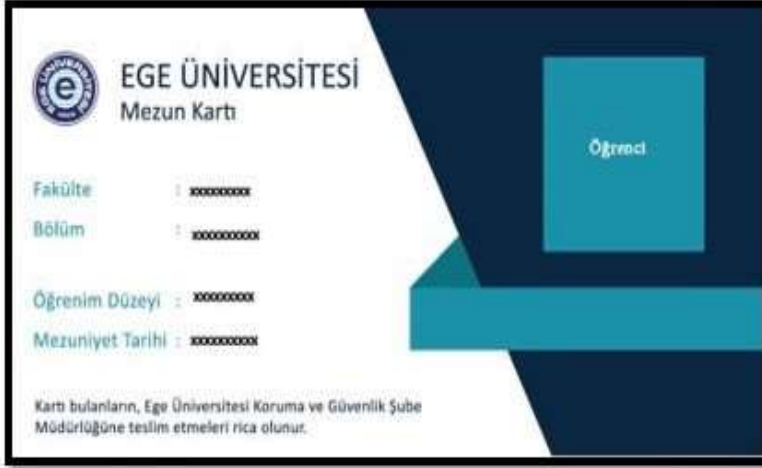 EGE ÜNİVERSİTESİ
Mezun Kartı
Öğrenci
Fakülte : xxxxxxxxx
Bölüm : xxxxxxxxxx
Öğrenim Düzeyi : xxxxxxxxx
Mezuniyet Tarihi : xxxxxxxxxx
Kartı bulanların, Ege Üniversitesi Koruma ve Güvenlik Şube
Müdürlüğüne teslim etmeleri rica olunur.